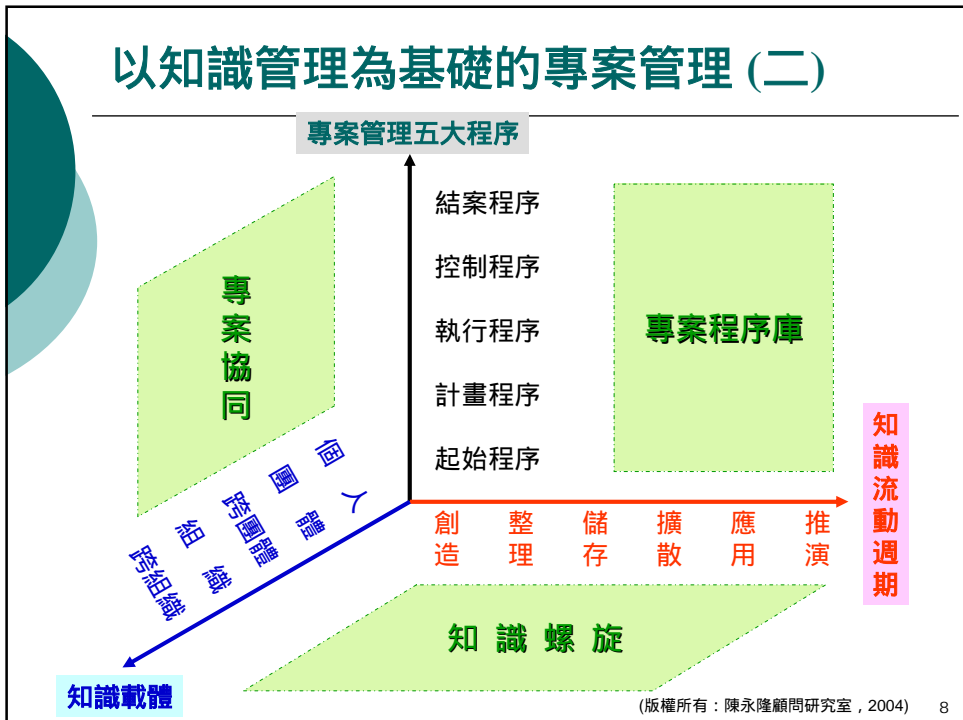 以知識管理為基礎的專案管理 (二)
專案管理五大程序
結案程序
控制程序
執行程序
計畫程序
起始程序
專案協同
專案程序庫
個人
團體
跨團體
組織
跨組織
知識載體
創造
整理
儲存
擴散
應用
推演
知識流動週期
知識螺旋
(版權所有：陳永隆顧問研究室，2004)
8